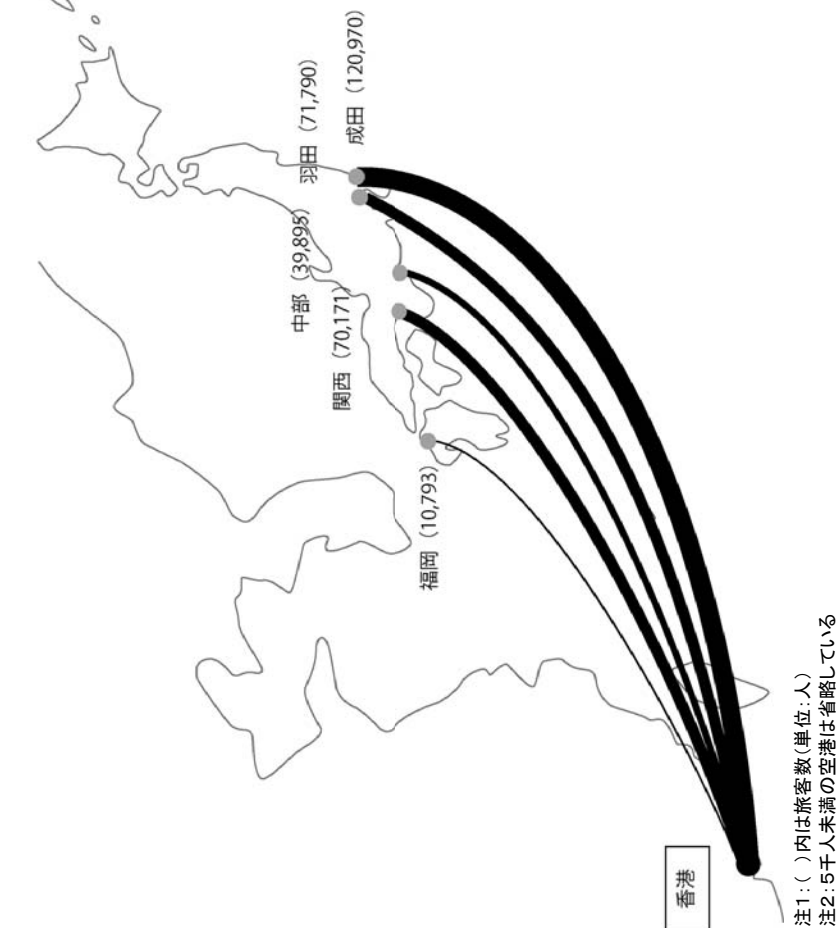 成田（120,970）
羽田（71,790）
中部（39,895）
関西（70,171）
福岡（10,793）
香港
注1：（ ）内は旅客数（単位：人）
注2：5千人未満の空港は省略している